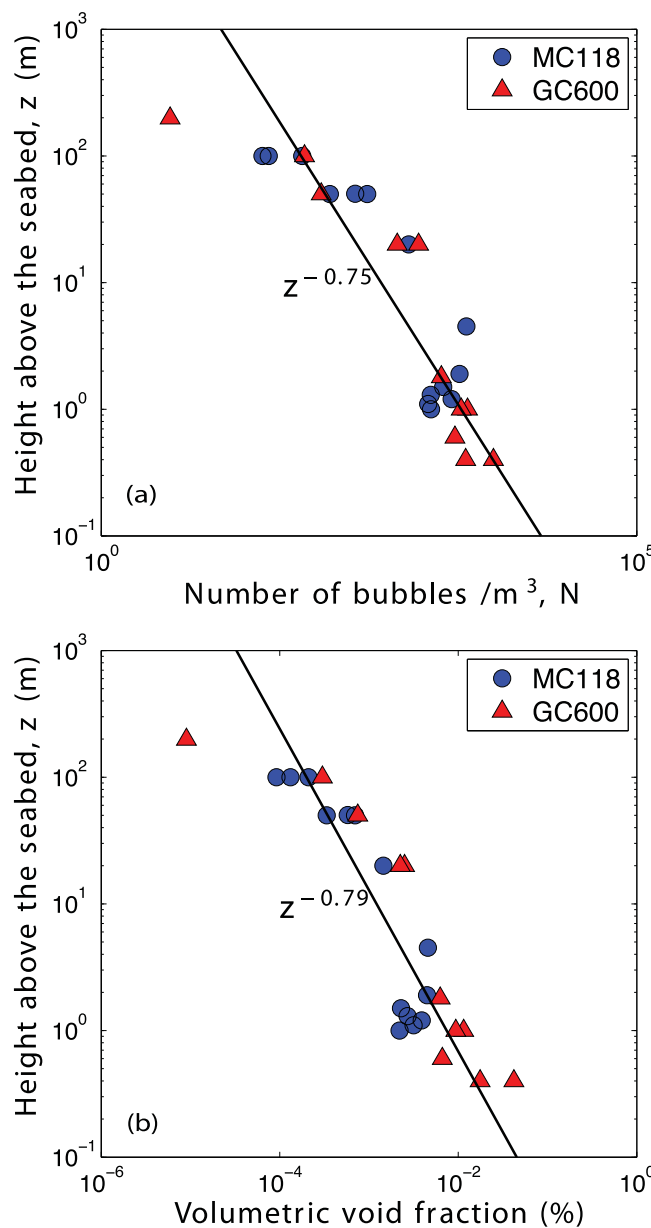 10³
MC118
GC600
10²
10¹
z⁻⁰·⁷⁵
10⁰
(a)
10⁻¹
10⁰
10⁵
Height above the seabed, z (m)
Number of bubbles /m³, N
10³
MC118
GC600
10²
10¹
z⁻⁰·⁷⁹
10⁰
(b)
10⁻¹
10⁻⁶
10⁻⁴
10⁻²
10⁰
Height above the seabed, z (m)
Volumetric void fraction (%)